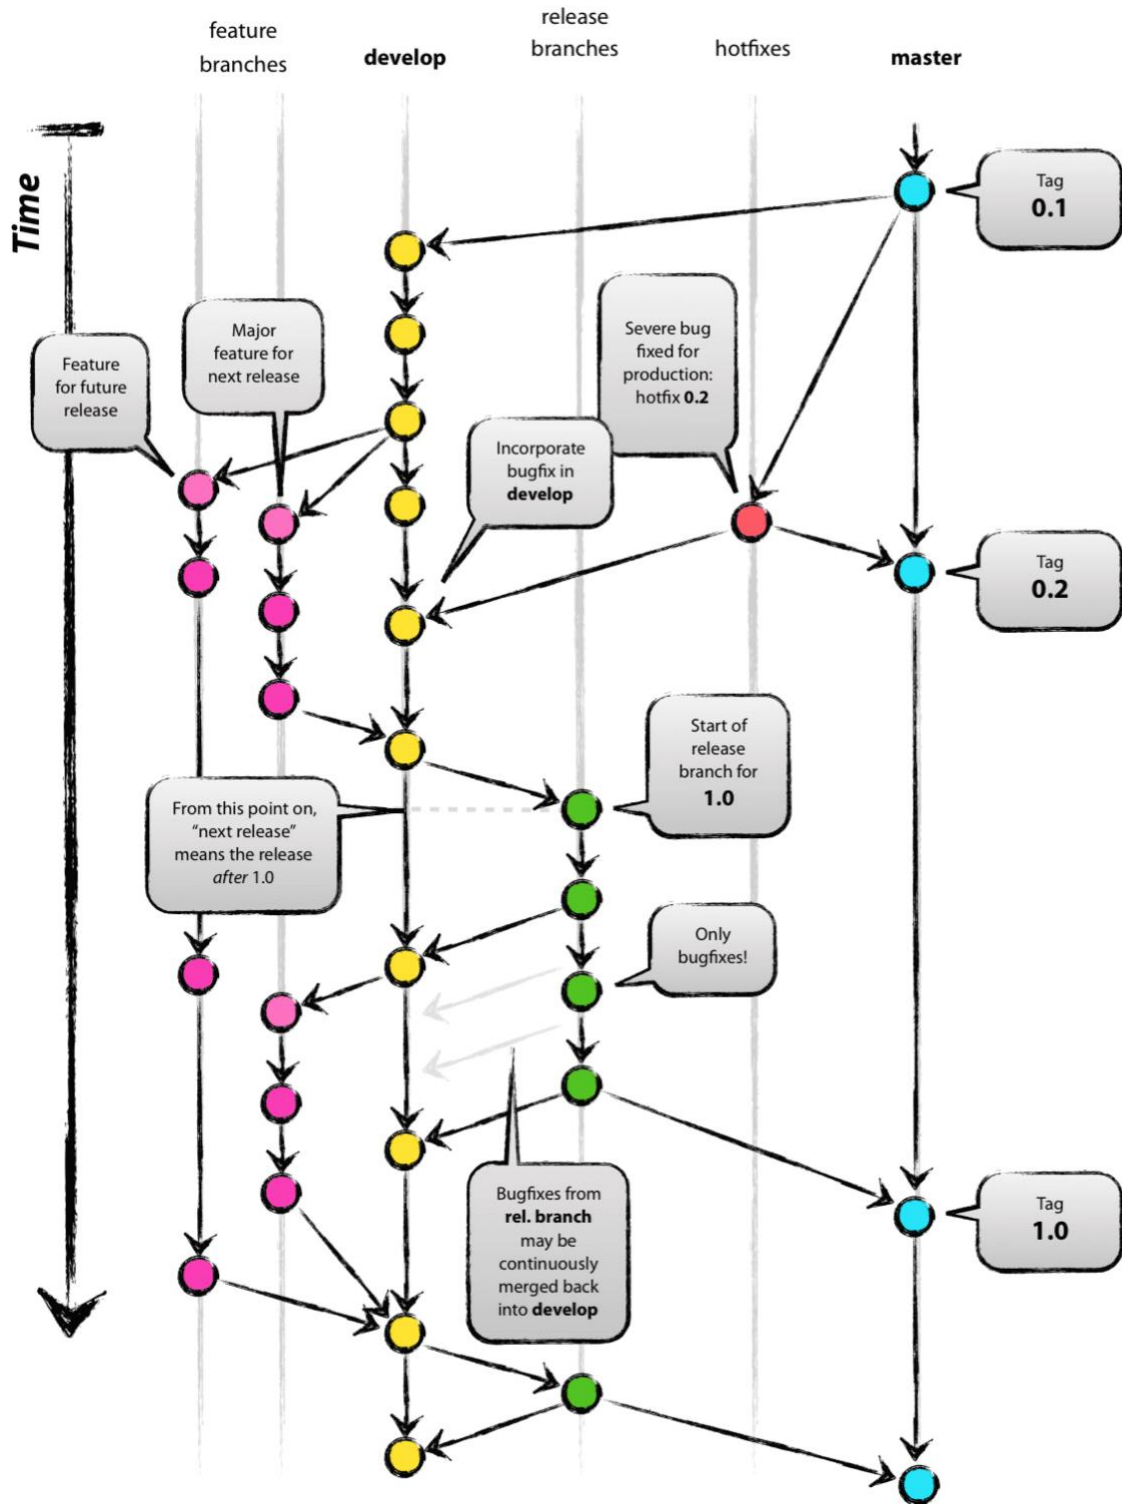 feature
branches
develop
release
branches
hotfixes
master
Time
Tag
0.1
Major
feature for
next release
Severe bug
fixed for
production:
hotfix 0.2
Feature
for future
release
Incorporate
bugfix in
develop
Tag
0.2
Start of
release
branch for
1.0
From this point on,
“next release”
means the release
after 1.0
Only
bugfixes!
Bugfixes from
rel. branch
may be
continuously
merged back
into develop
Tag
1.0